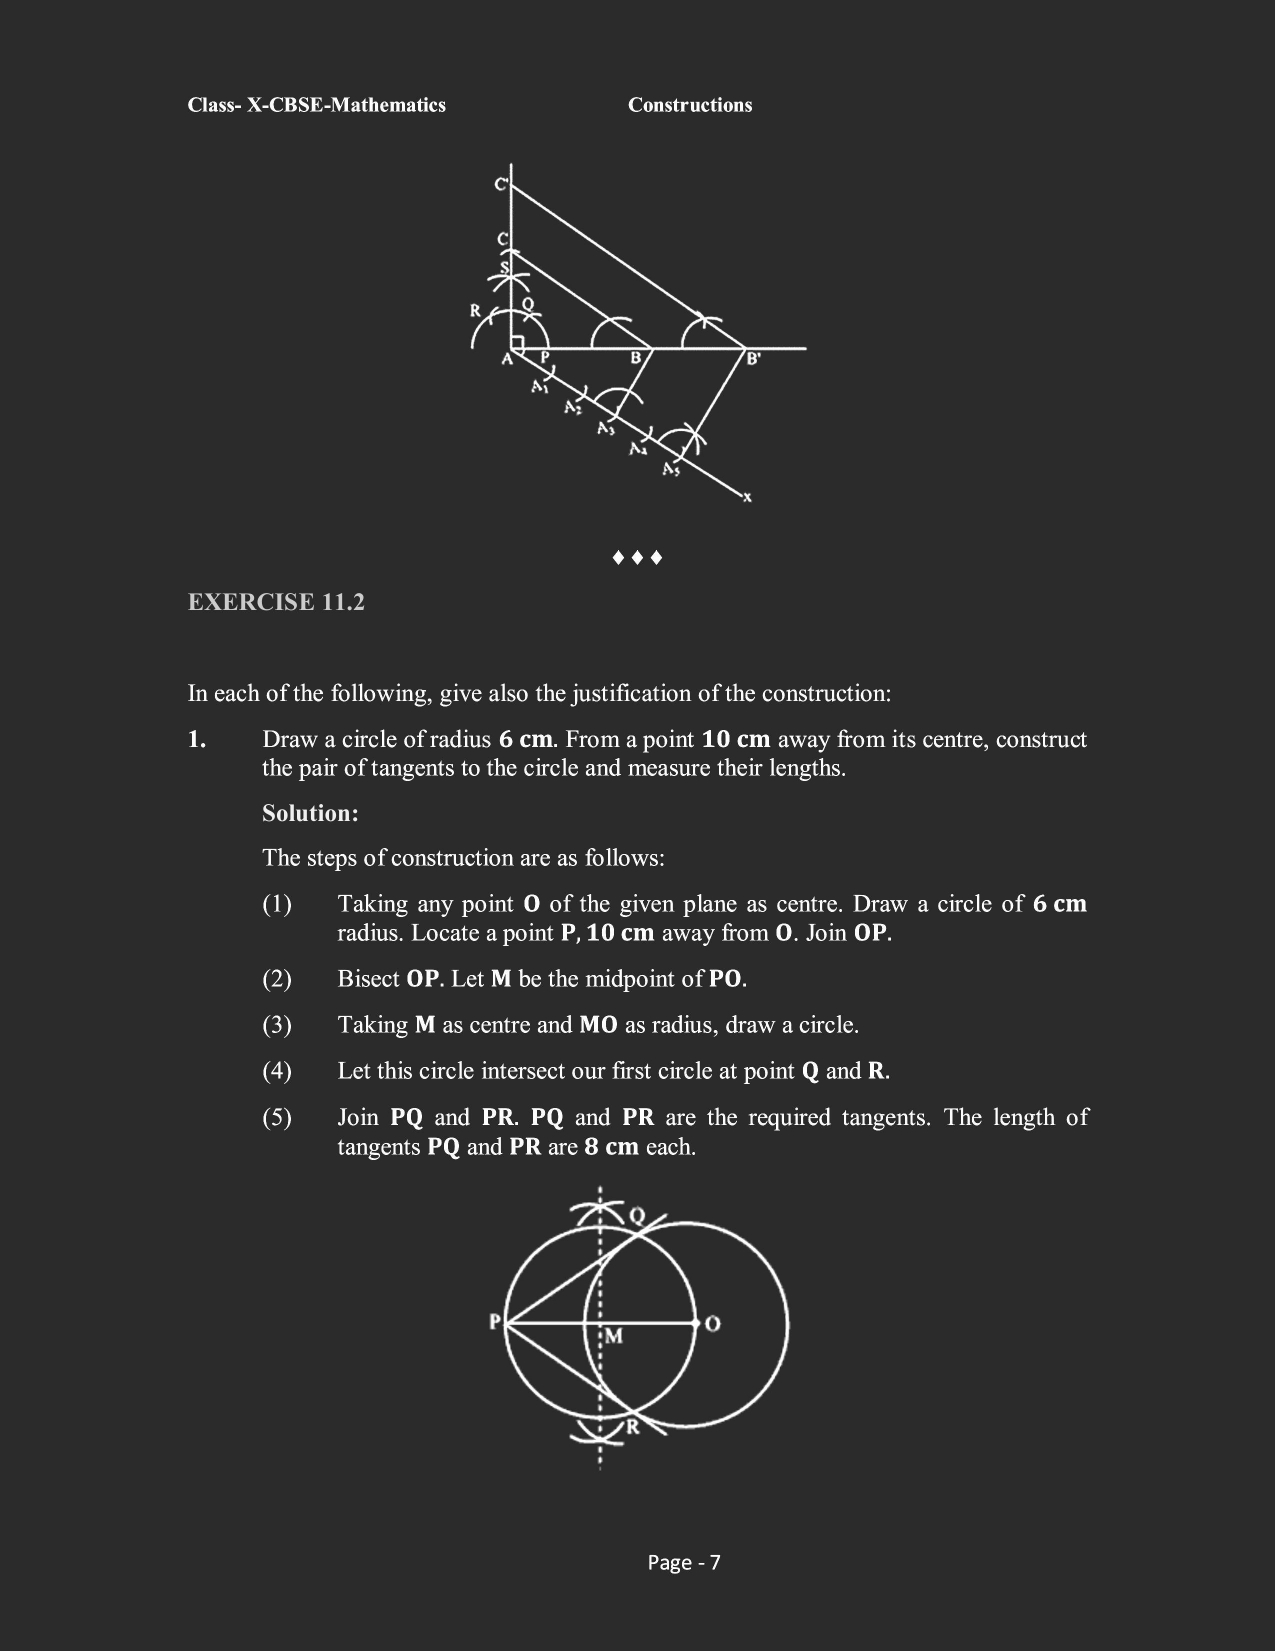 Class- X-CBSE-Mathematics Constructions
C'
C
S
R Q
A P B B'
A₁
A₂
A₃
A₄
A₅
x
♦ ♦ ♦
EXERCISE 11.2
In each of the following, give also the justification of the construction:
1. Draw a circle of radius 6 cm. From a point 10 cm away from its centre, construct
the pair of tangents to the circle and measure their lengths.
Solution:
The steps of construction are as follows:
(1) Taking any point O of the given plane as centre. Draw a circle of 6 cm
radius. Locate a point P, 10 cm away from O. Join OP.
(2) Bisect OP. Let M be the midpoint of PO.
(3) Taking M as centre and MO as radius, draw a circle.
(4) Let this circle intersect our first circle at point Q and R.
(5) Join PQ and PR. PQ and PR are the required tangents. The length of
tangents PQ and PR are 8 cm each.
Q
P M O
R
Page - 7